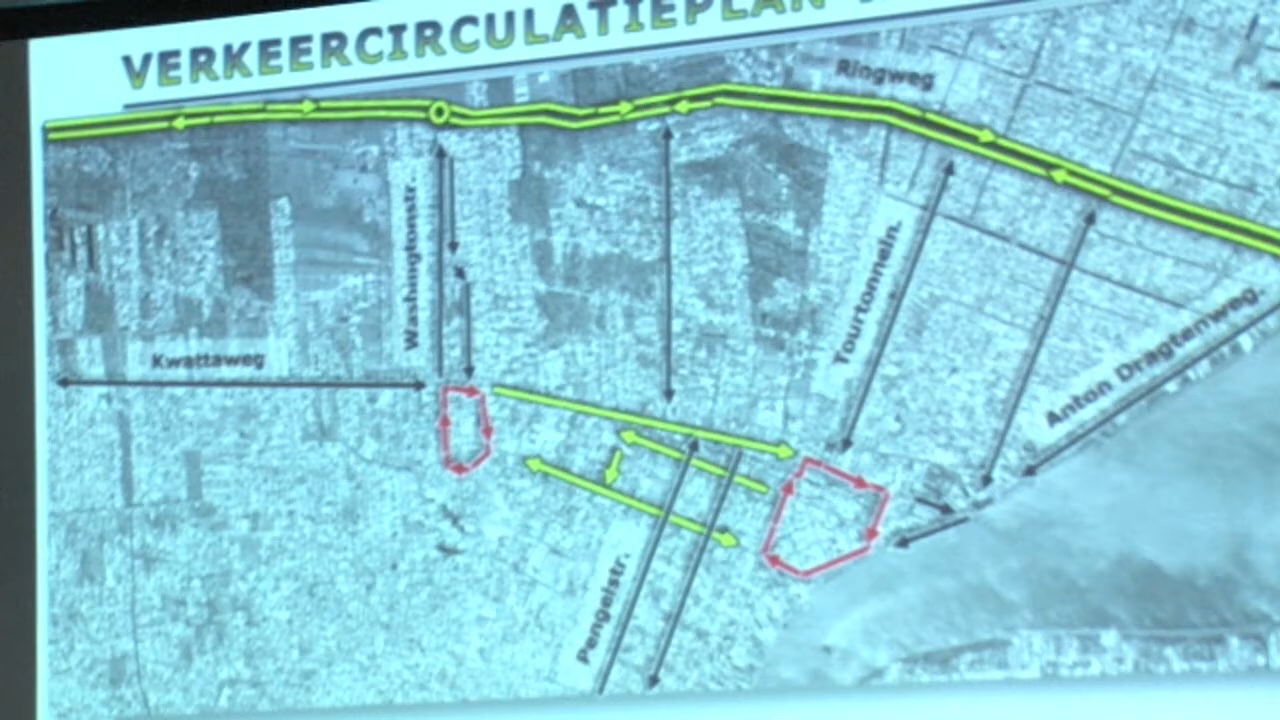 VERKEERCIRCULATIEPLAN
Ringweg
Washingtonstr.
Tourtonneln.
Kwattaweg
Anton Dragtenweg.
Pengelstr.